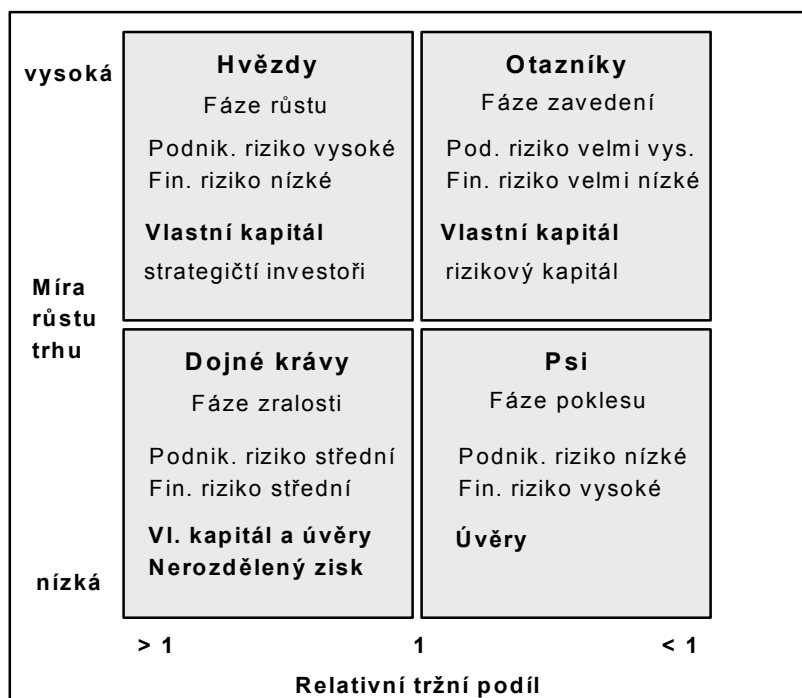 vysoká
Hvězdy
Fáze růstu
Podnik. riziko vysoké
Fin. riziko nízké
Vlastní kapitál
strategičtí investoři
Otazníky
Fáze zavedení
Pod. riziko velmi vys.
Fin. riziko velmi nízké
Vlastní kapitál
rizikový kapitál
Míra
růstu
trhu
Dojné krávy
Fáze zralosti
Podnik. riziko střední
Fin. riziko střední
Vl. kapitál a úvěry
Nerozdělený zisk
Psi
Fáze poklesu
Podnik. riziko nízké
Fin. riziko vysoké
Úvěry
nízká
> 1
1
< 1
Relativní tržní podíl